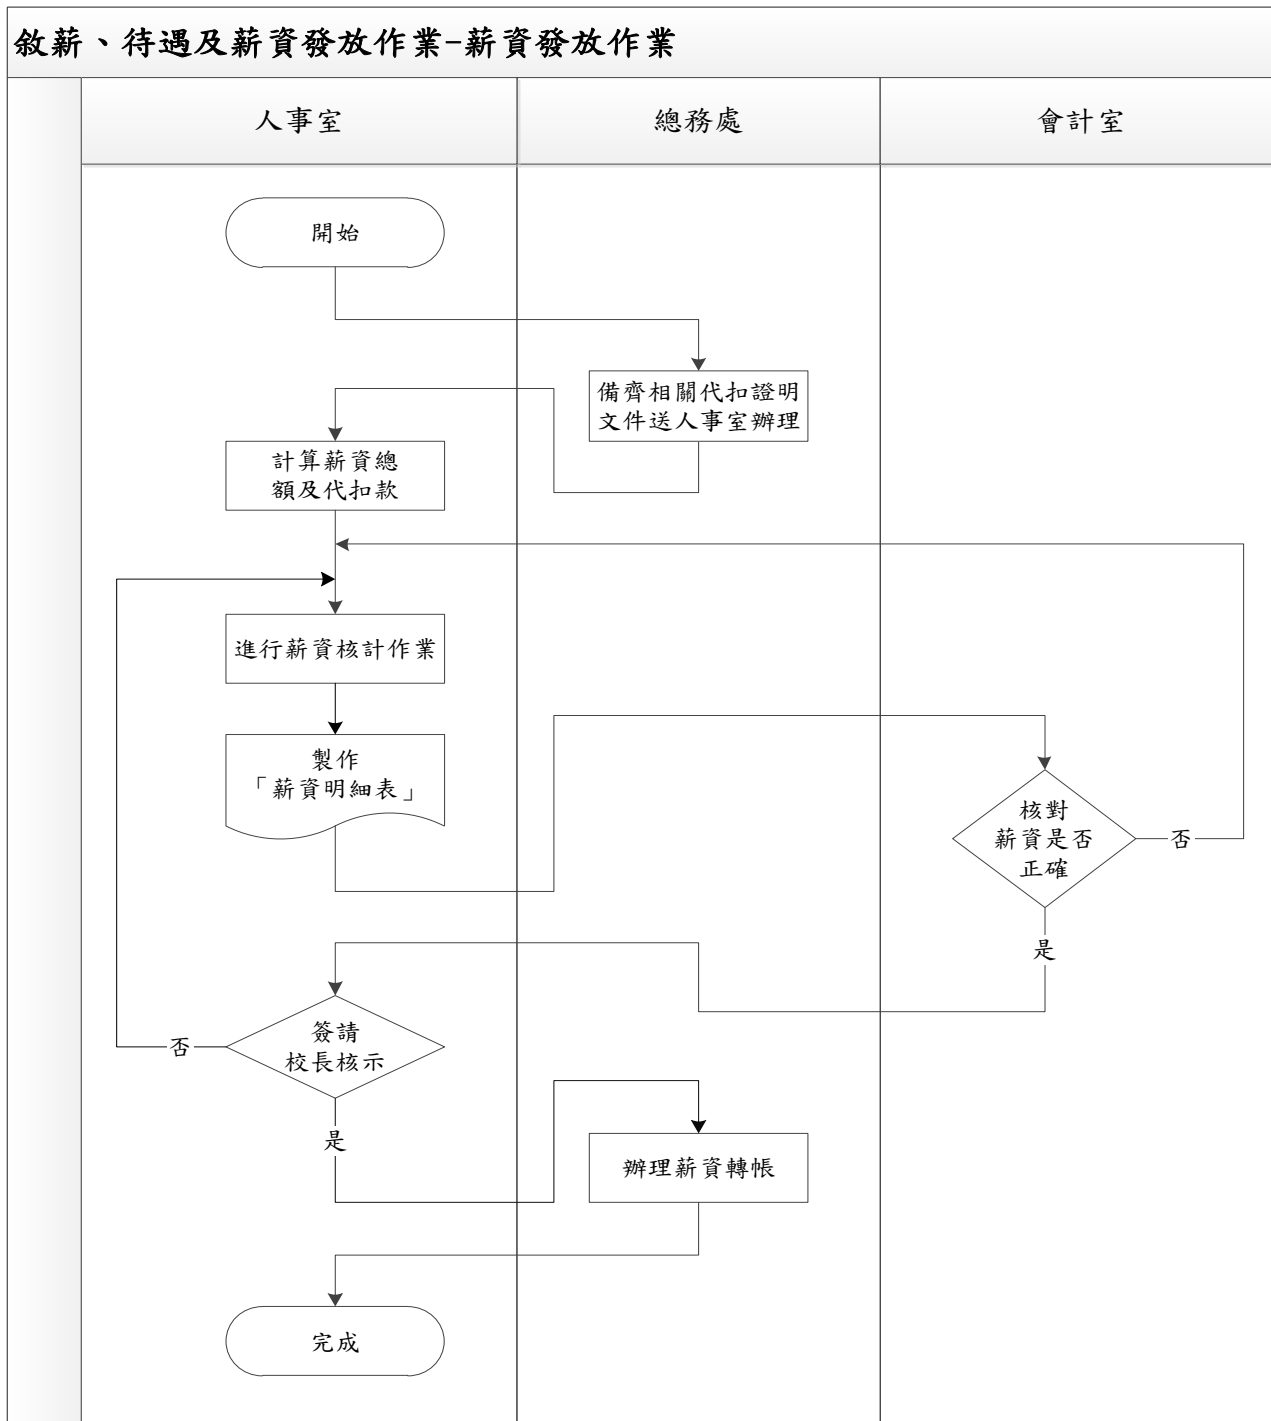 敘薪、待遇及薪資發放作業-薪資發放作業
人事室
總務處
會計室
開始
備齊相關代扣證明
文件送人事室辦理
計算薪資總
額及代扣款
進行薪資核計作業
製作
「薪資明細表」
核對
薪資是否
正確
否
是
簽請
校長核示
否
是
辦理薪資轉帳
完成